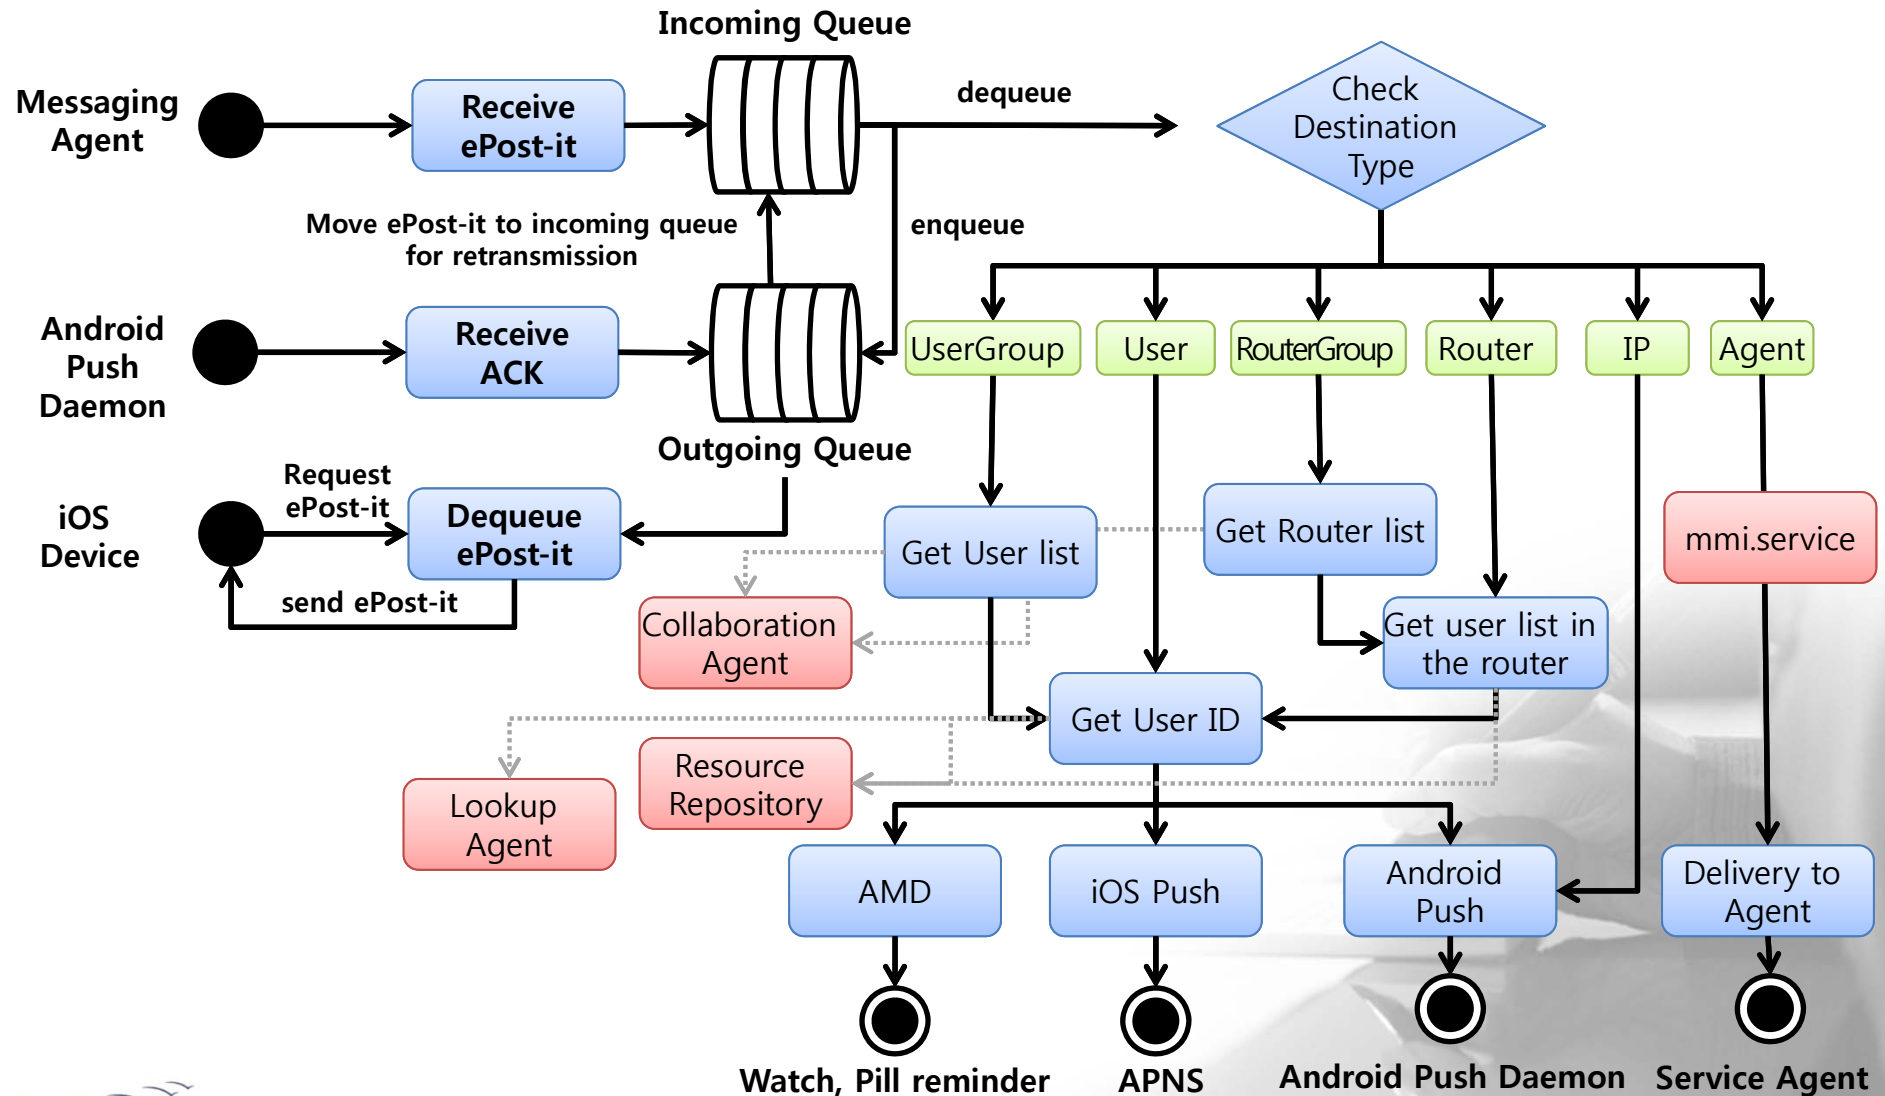 Incoming Queue
Messaging
Agent
Receive
ePost-it
dequeue
Check
Destination
Type
Move ePost-it to incoming queue
for retransmission
enqueue
Android
Push
Daemon
Receive
ACK
UserGroup
User
RouterGroup
Router
IP
Agent
Outgoing Queue
Request
ePost-it
iOS
Device
Dequeue
ePost-it
send ePost-it
Get User list
Get Router list
mmi.service
Collaboration
Agent
Get user list in
the router
Get User ID
Resource
Repository
Lookup
Agent
AMD
iOS Push
Android
Push
Delivery to
Agent
Watch, Pill reminder
APNS
Android Push Daemon
Service Agent